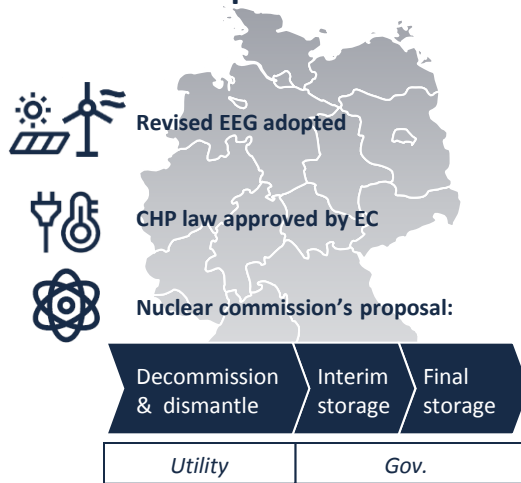 Revised EEG adopted
CHP law approved by EC
Nuclear commission's proposal:
Decommission
& dismantle
Interim
storage
Final
storage
Utility
Gov.